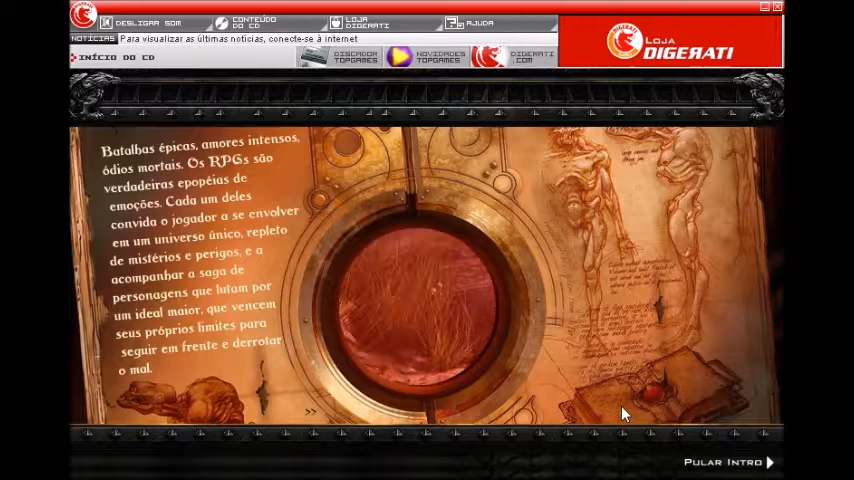 DESLIGAR SOM
CONTEÚDO DO CD
LOJA DIGERATI
AJUDA
NOTÍCIAS Para visualizar as últimas notícias, conecte-se à internet
INÍCIO DO CD
DISCADOR TOPGAMES
NOVIDADES TOPGAMES
DIGERATI .COM
LOJA DIGERATI
Batalhas épicas, amores intensos,
ódios mortais. Os RPGs são
verdadeiras epopéias de
emoções. Cada um deles
convida o jogador a se envolver
em um universo único, repleto
de mistérios e perigos, e a
acompanhar a saga de
personagens que lutam por
um ideal maior, que vencem
seus próprios limites para
seguir em frente e derrotar
o mal.
>>
PULAR INTRO